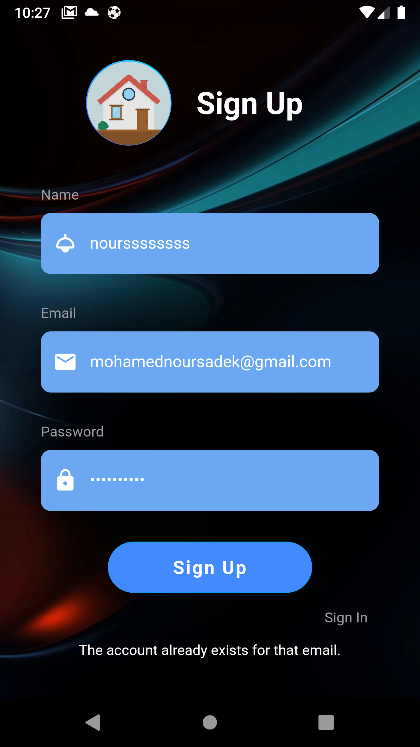 10:27
Sign Up
Name
nourssssssss
Email
mohamednoursadek@gmail.com
Password
••••••••••
Sign Up
Sign In
The account already exists for that email.